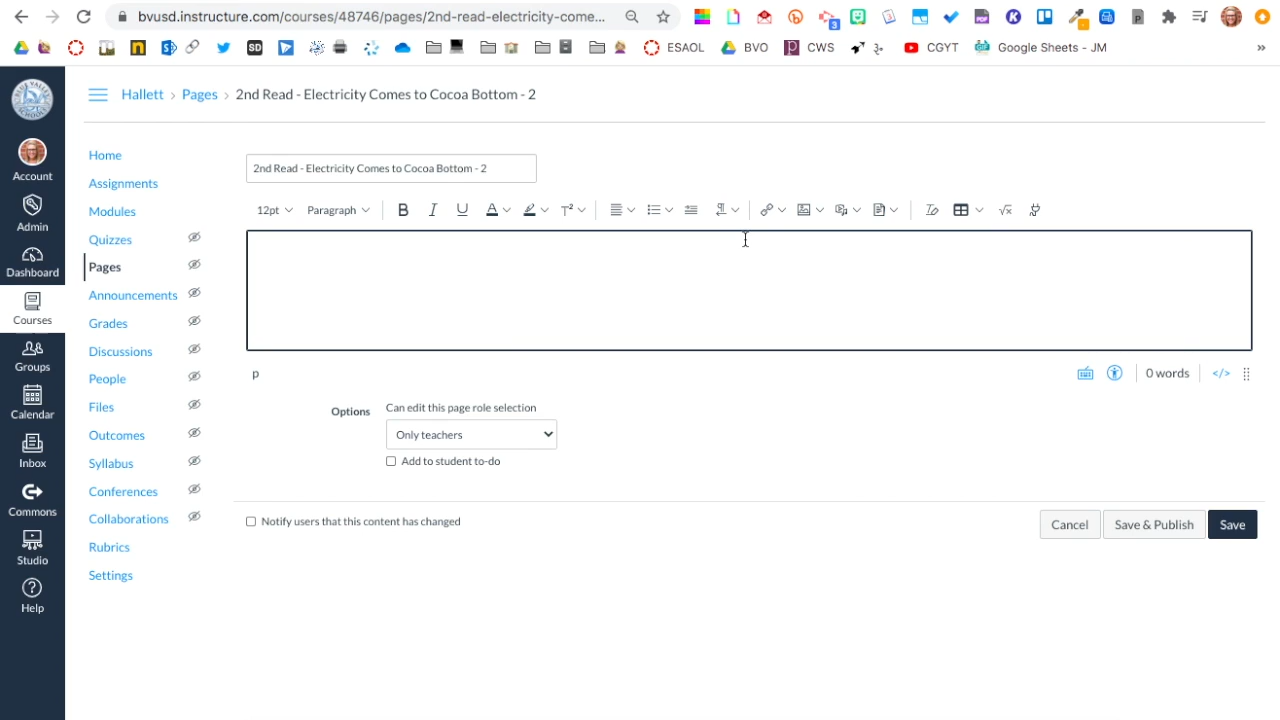 bvusd.instructure.com/courses/48746/pages/2nd-read-electricity-come...
3
SD
ESAOL
BVO
CWS
CGYT
Google Sheets - JM
»
Hallett > Pages > 2nd Read - Electricity Comes to Cocoa Bottom - 2
Account
Admin
Dashboard
Courses
Groups
Calendar
Inbox
Commons
Studio
Help
Home
Assignments
Modules
Quizzes
Pages
Announcements
Grades
Discussions
People
Files
Outcomes
Syllabus
Conferences
Collaborations
Rubrics
Settings
2nd Read - Electricity Comes to Cocoa Bottom - 2
12pt Paragraph B I U A T²
p
0 words </>
Options
Can edit this page role selection
Only teachers
Add to student to-do
Notify users that this content has changed
Cancel Save & Publish Save